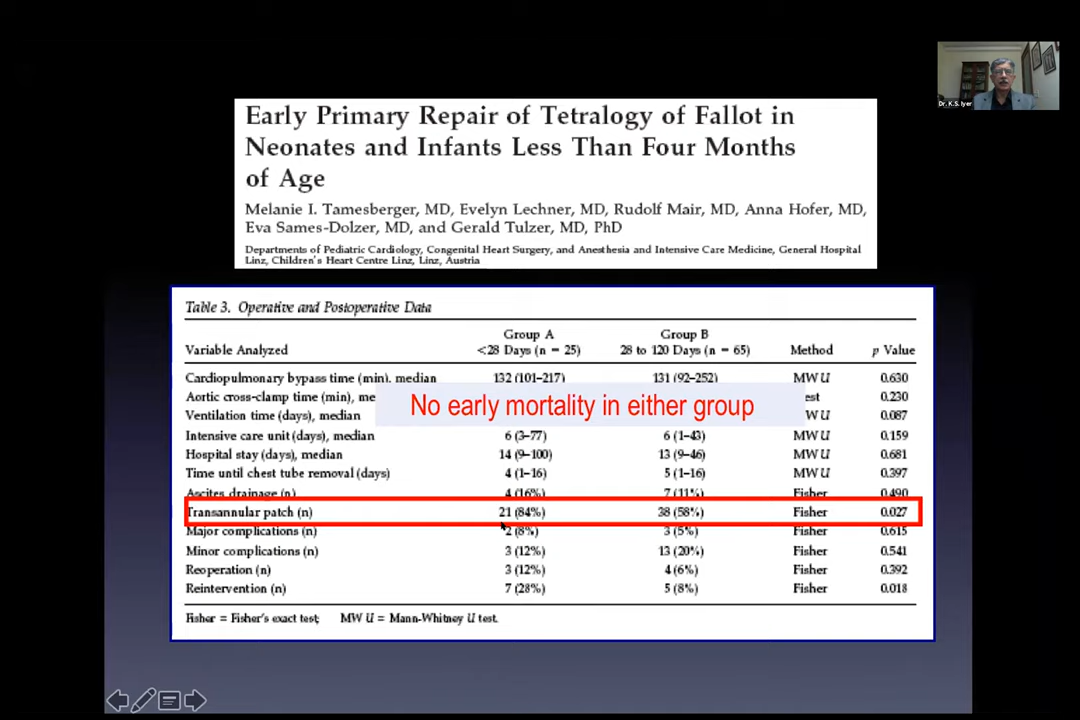 Dr. K.S. Iyer
Early Primary Repair of Tetralogy of Fallot in
Neonates and Infants Less Than Four Months
of Age
Melanie I. Tamesberger, MD, Evelyn Lechner, MD, Rudolf Mair, MD, Anna Hofer, MD,
Eva Sames-Dolzer, MD, and Gerald Tulzer, MD, PhD
Departments of Pediatric Cardiology, Congenital Heart Surgery, and Anesthesia and Intensive Care Medicine, General Hospital
Linz, Children's Heart Centre Linz, Linz, Austria
Table 3. Operative and Postoperative Data
Group A Group B
Variable Analyzed <28 Days (n = 25) 28 to 120 Days (n = 65) Method p Value
Cardiopulmonary bypass time (min), median 132 (101–217) 131 (92–252) MW U 0.630
Aortic cross-clamp time (min), 0.230
No early mortality in either group
Ventilation time (days), median 0.087
Intensive care unit (days), median 6 (3–77) 6 (1–43) MW U 0.159
Hospital stay (days), median 14 (9–100) 13 (9–46) MW U 0.681
Time until chest tube removal (days) 4 (1–16) 5 (1–16) MW U 0.397
Ascites drainage (n) 4 (16%) 7 (11%) Fisher 0.490
Transannular patch (n) 21 (84%) 38 (58%) Fisher 0.027
Major complications (n) 2 (8%) 3 (5%) Fisher 0.615
Minor complications (n) 3 (12%) 13 (20%) Fisher 0.541
Reoperation (n) 3 (12%) 4 (6%) Fisher 0.392
Reintervention (n) 7 (28%) 5 (8%) Fisher 0.018
Fisher = Fisher's exact test; MW U = Mann-Whitney U test.